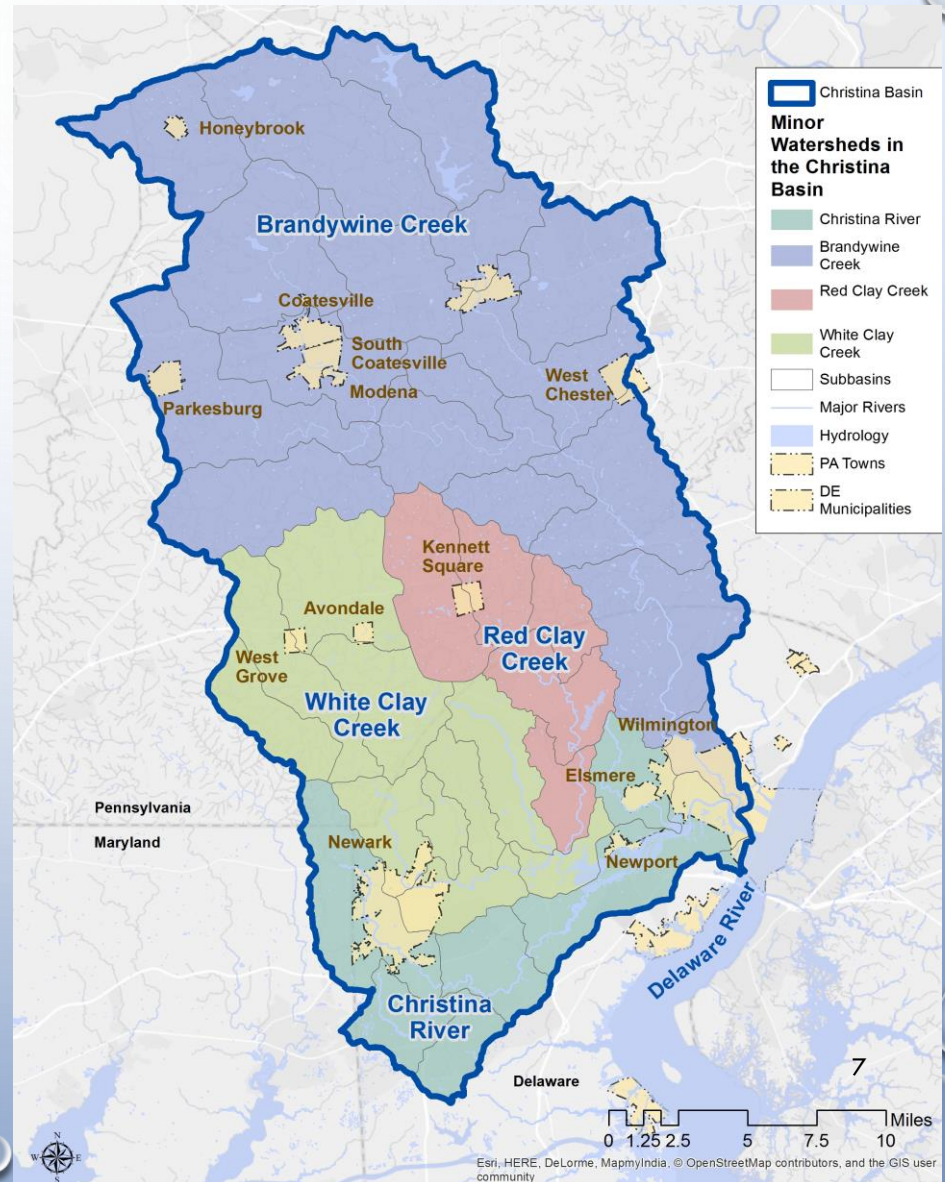 Honeybrook
Brandywine Creek
Coatesville
South
Coatesville
Modena
Parkesburg
West
Chester
Kennett
Square
Avondale
West
Grove
Red Clay
Creek
White Clay
Creek
Wilmington
Elsmere
Pennsylvania
Maryland
Newark
Newport
Delaware River
Christina
River
Delaware
Christina Basin
Minor
Watersheds in
the Christina
Basin
Christina River
Brandywine
Creek
Red Clay Creek
White Clay
Creek
Subbasins
Major Rivers
Hydrology
PA Towns
DE
Municipalities
7
Miles
0 1.25 2.5 5 7.5 10
N
W E
S
Esri, HERE, DeLorme, MapmyIndia, © OpenStreetMap contributors, and the GIS user
community